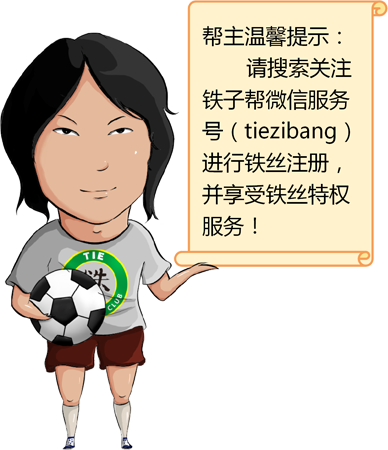 帮主温馨提示：
请搜索关注
铁子帮微信服务
号（tiezibang）
进行铁丝注册，
并享受铁丝特权
服务！
TIE
铁
CLUB